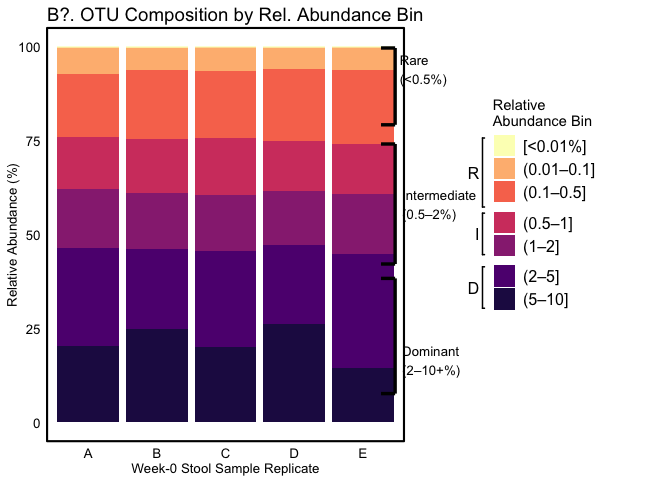 B?. OTU Composition by Rel. Abundance Bin
100
75
50
25
0
Relative Abundance (%)
A B C D E
Week-0 Stool Sample Replicate
Rare
(<0.5%)
Intermediate
(0.5–2%)
Dominant
(2–10+%)
Relative
Abundance Bin
R
[<0.01%]
(0.01–0.1]
(0.1–0.5]
I
(0.5–1]
(1–2]
D
(2–5]
(5–10]